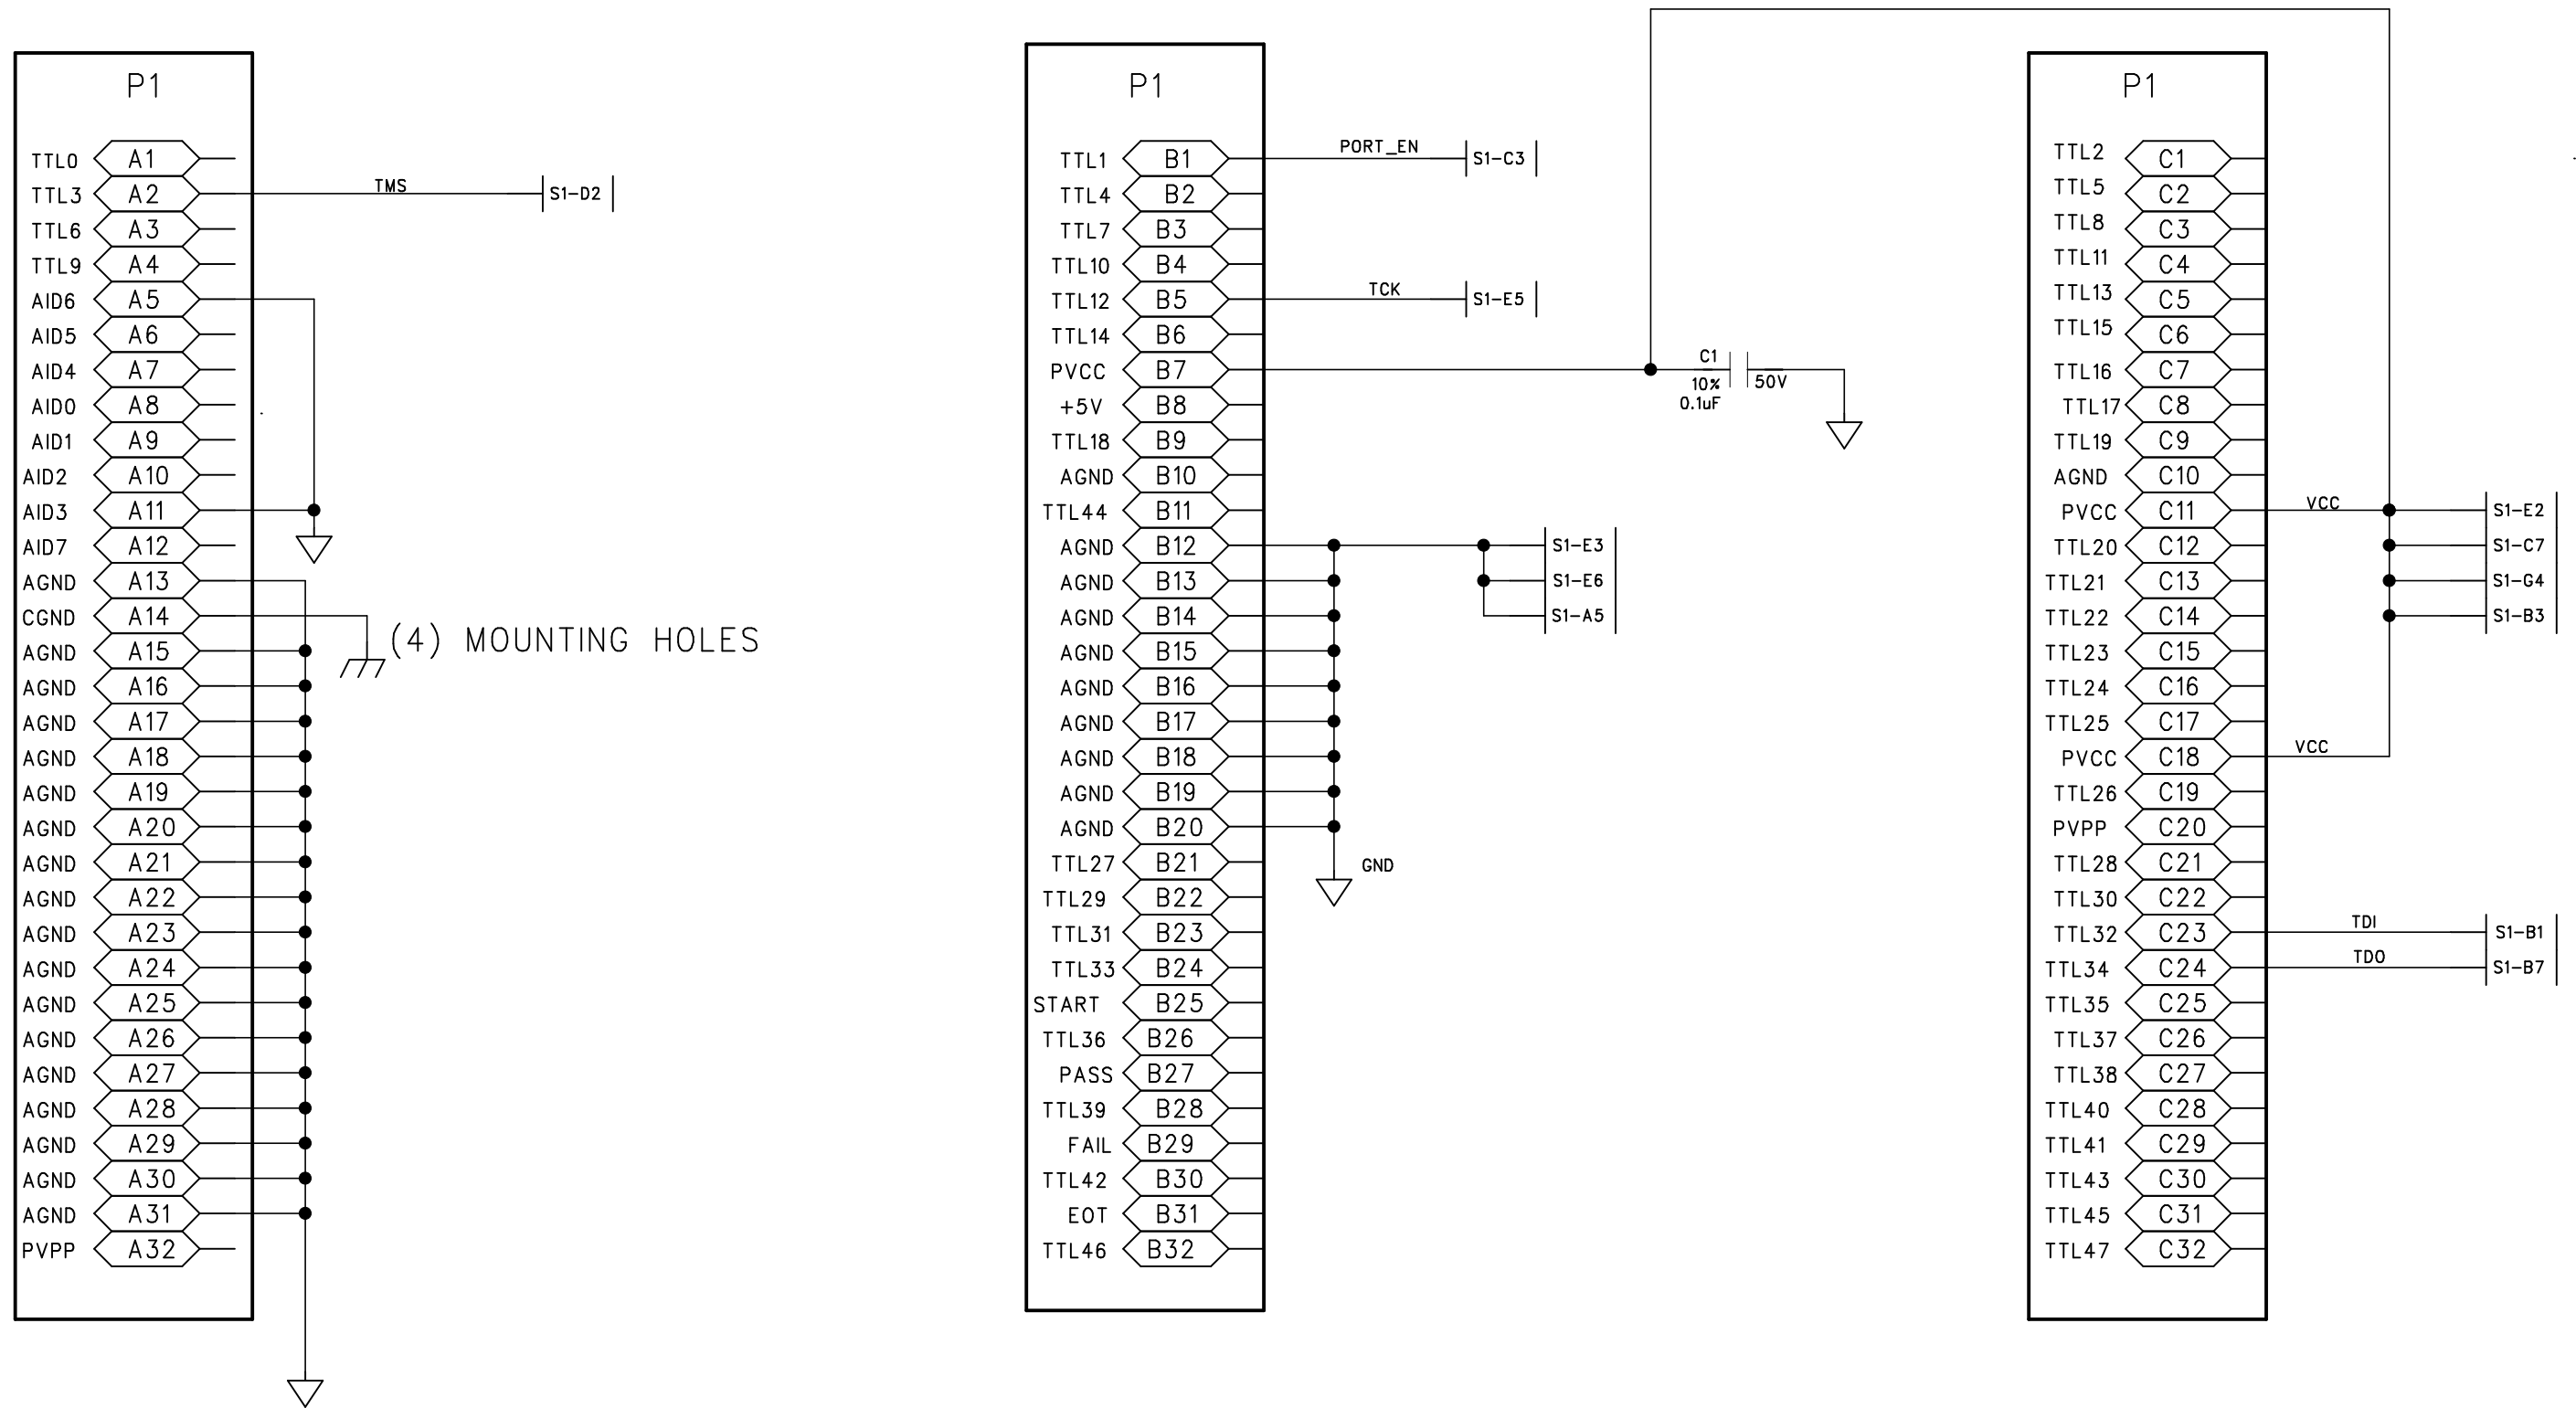 P1
TTL0 A1
TTL3 A2 TMS S1-D2
TTL6 A3
TTL9 A4
AID6 A5
AID5 A6
AID4 A7
AID0 A8
AID1 A9
AID2 A10
AID3 A11
AID7 A12
AGND A13
CGND A14 (4) MOUNTING HOLES
AGND A15
AGND A16
AGND A17
AGND A18
AGND A19
AGND A20
AGND A21
AGND A22
AGND A23
AGND A24
AGND A25
AGND A26
AGND A27
AGND A28
AGND A29
AGND A30
AGND A31
PVPP A32
P1
TTL1 B1 PORT_EN S1-C3
TTL4 B2
TTL7 B3
TTL10 B4
TTL12 B5 TCK S1-E5
TTL14 B6
PVCC B7 C1
10% 50V
0.1uF
+5V B8
TTL18 B9
AGND B10
TTL44 B11
AGND B12 S1-E3
AGND B13 S1-E6
AGND B14 S1-A5
AGND B15
AGND B16
AGND B17
AGND B18
AGND B19
AGND B20
TTL27 B21 GND
TTL29 B22
TTL31 B23
TTL33 B24
START B25
TTL36 B26
PASS B27
TTL39 B28
FAIL B29
TTL42 B30
EOT B31
TTL46 B32
P1
TTL2 C1
TTL5 C2
TTL8 C3
TTL11 C4
TTL13 C5
TTL15 C6
TTL16 C7
TTL17 C8
TTL19 C9
AGND C10
PVCC C11 VCC S1-E2
TTL20 C12 S1-C7
TTL21 C13 S1-G4
TTL22 C14 S1-B3
TTL23 C15
TTL24 C16
TTL25 C17
PVCC C18 VCC
TTL26 C19
PVPP C20
TTL28 C21
TTL30 C22
TTL32 C23 TDI S1-B1
TTL34 C24 TDO S1-B7
TTL35 C25
TTL37 C26
TTL38 C27
TTL40 C28
TTL41 C29
TTL43 C30
TTL45 C31
TTL47 C32